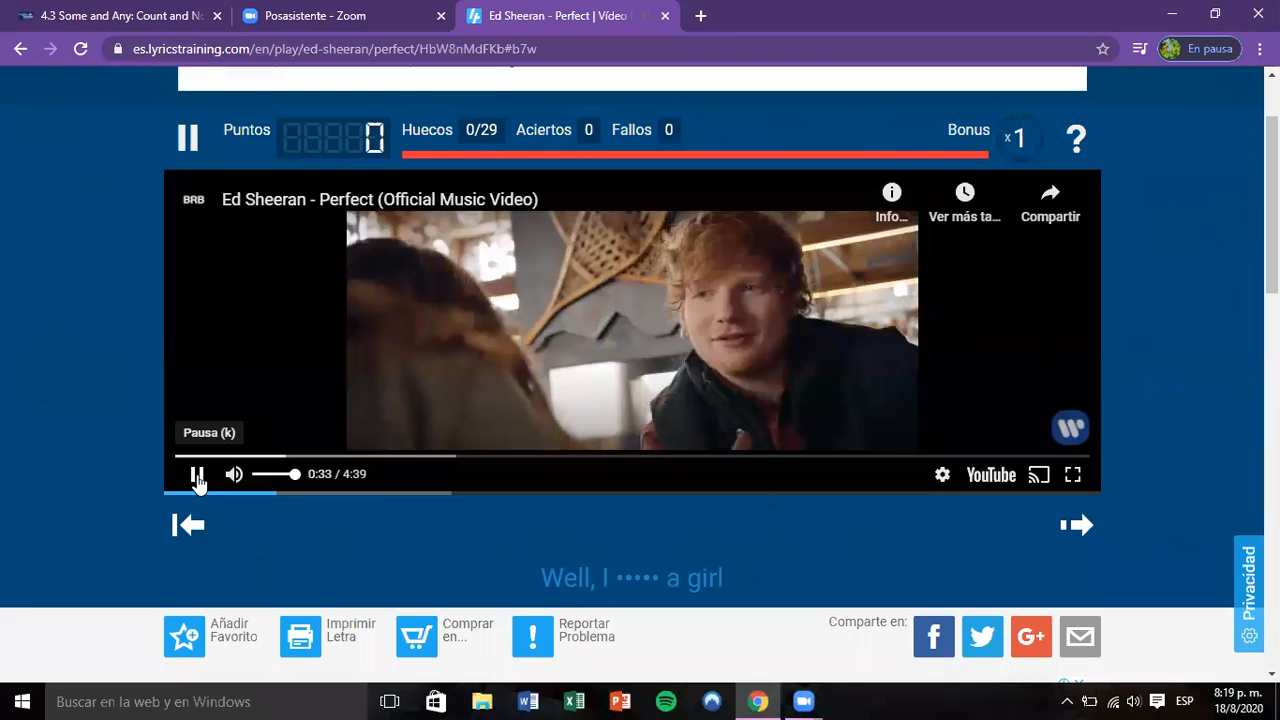 4.3 Some and Any: Count and No
Posasistente - Zoom
Ed Sheeran - Perfect | Vídeo
es.lyricstraining.com/en/play/ed-sheeran/perfect/HbW8nMdFKb#b7w
En pausa
Puntos 0
Huecos 0/29 Aciertos 0 Fallos 0
Bonus x1 ?
BRB Ed Sheeran - Perfect (Official Music Video)
Info... Ver más ta... Compartir
Pausa (k)
0:33 / 4:39
YouTube
Well, I ••••• a girl
Privacidad
Añadir
Favorito
Imprimir
Letra
Comprar
en...
Reportar
Problema
Comparte en:
Buscar en la web y en Windows
ESP
8:19 p. m.
18/8/2020